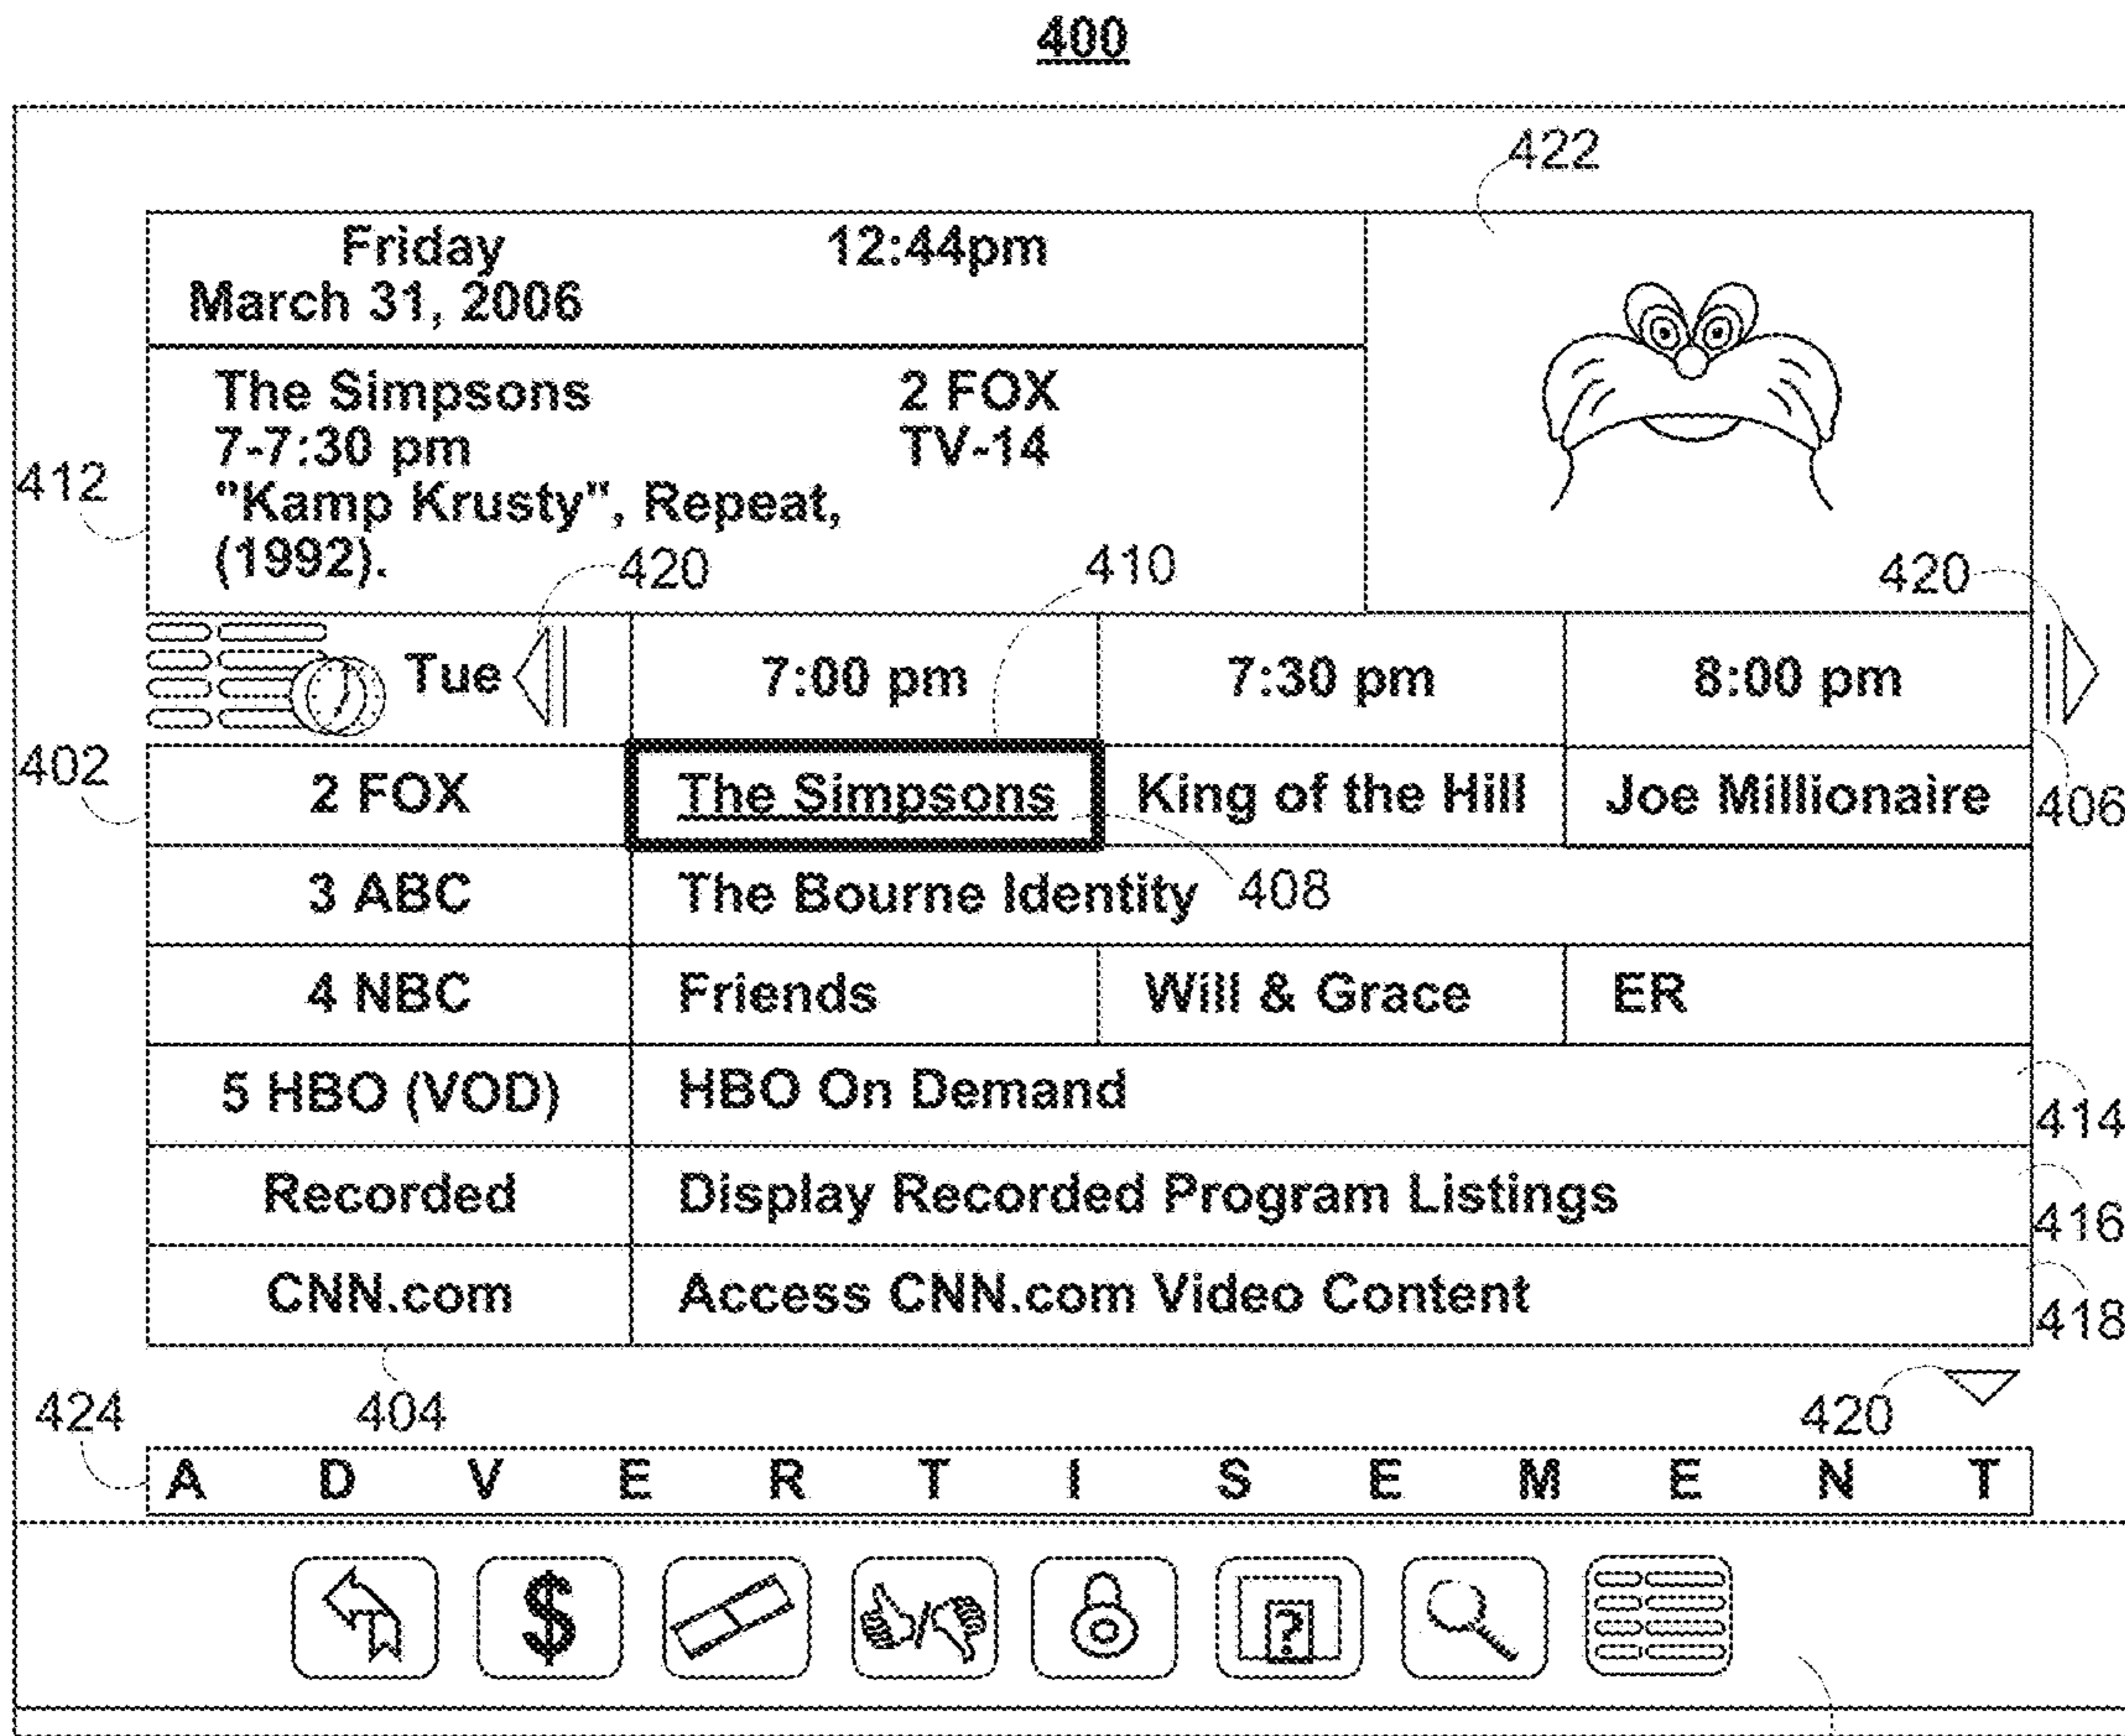 400
422
Friday 12:44pm
March 31, 2006
The Simpsons 2 FOX
7-7:30 pm TV-14
412
"Kamp Krusty", Repeat,
(1992).
420 410 420
Tue 7:00 pm 7:30 pm 8:00 pm
402
2 FOX The Simpsons King of the Hill Joe Millionaire
406
3 ABC The Bourne Identity 408
4 NBC Friends Will & Grace ER
5 HBO (VOD) HBO On Demand
414
Recorded Display Recorded Program Listings
416
CNN.com Access CNN.com Video Content
418
424 404 420
A D V E R T I S E M E N T
$ / ?